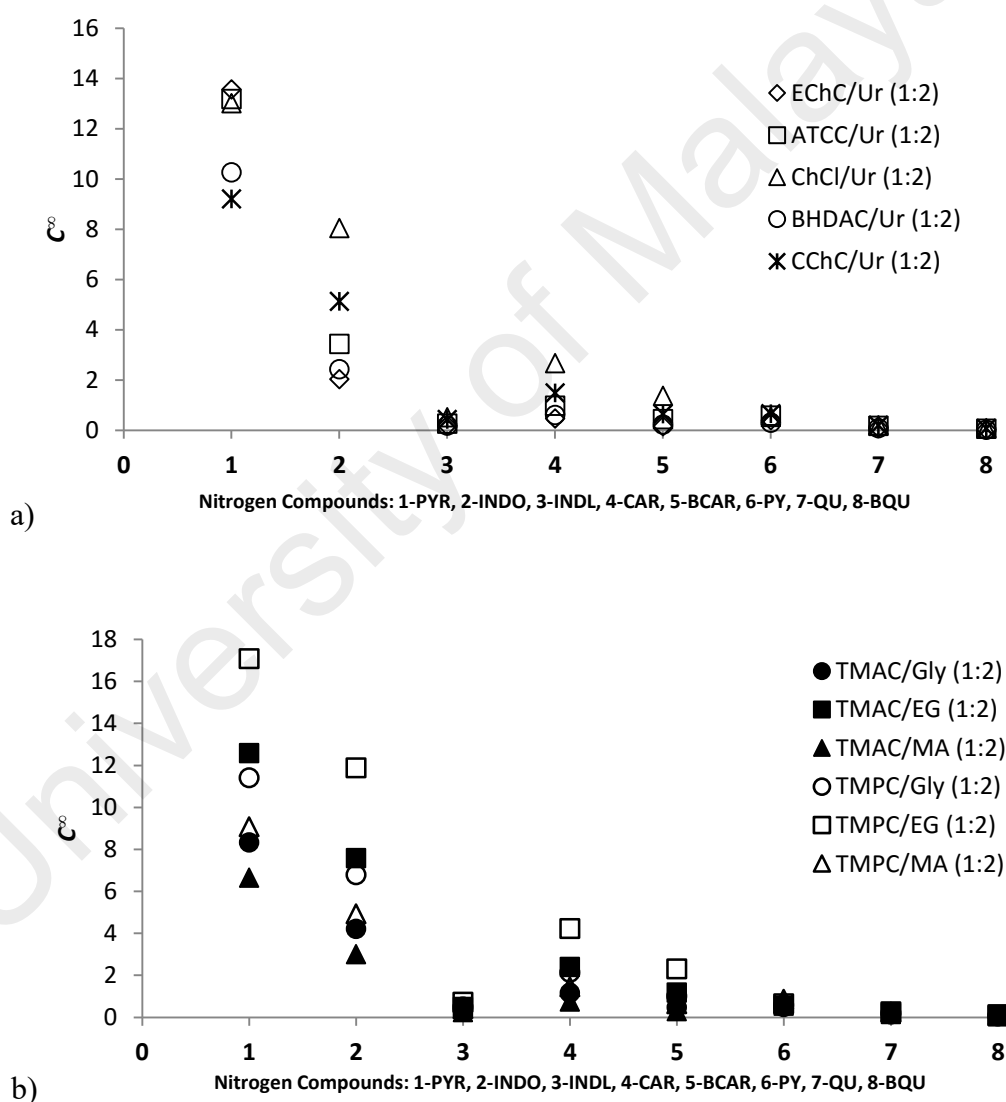 16
14
12
10
8
6
4
2
0
C∞
EChC/Ur (1:2)
ATCC/Ur (1:2)
ChCl/Ur (1:2)
BHDAC/Ur (1:2)
CChC/Ur (1:2)
0 1 2 3 4 5 6 7 8
Nitrogen Compounds: 1-PYR, 2-INDO, 3-INDL, 4-CAR, 5-BCAR, 6-PY, 7-QU, 8-BQU
a)
18
16
14
12
10
8
6
4
2
0
C∞
TMAC/Gly (1:2)
TMAC/EG (1:2)
TMAC/MA (1:2)
TMPC/Gly (1:2)
TMPC/EG (1:2)
TMPC/MA (1:2)
0 1 2 3 4 5 6 7 8
Nitrogen Compounds: 1-PYR, 2-INDO, 3-INDL, 4-CAR, 5-BCAR, 6-PY, 7-QU, 8-BQU
b)
University of Malaya